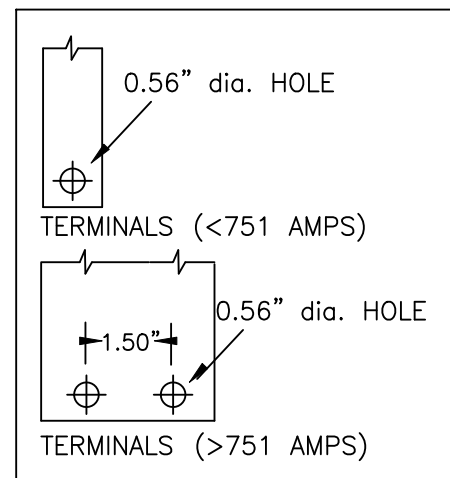 0.56” dia. HOLE
TERMINALS (<751 AMPS)
0.56” dia. HOLE
1.50”
TERMINALS (>751 AMPS)